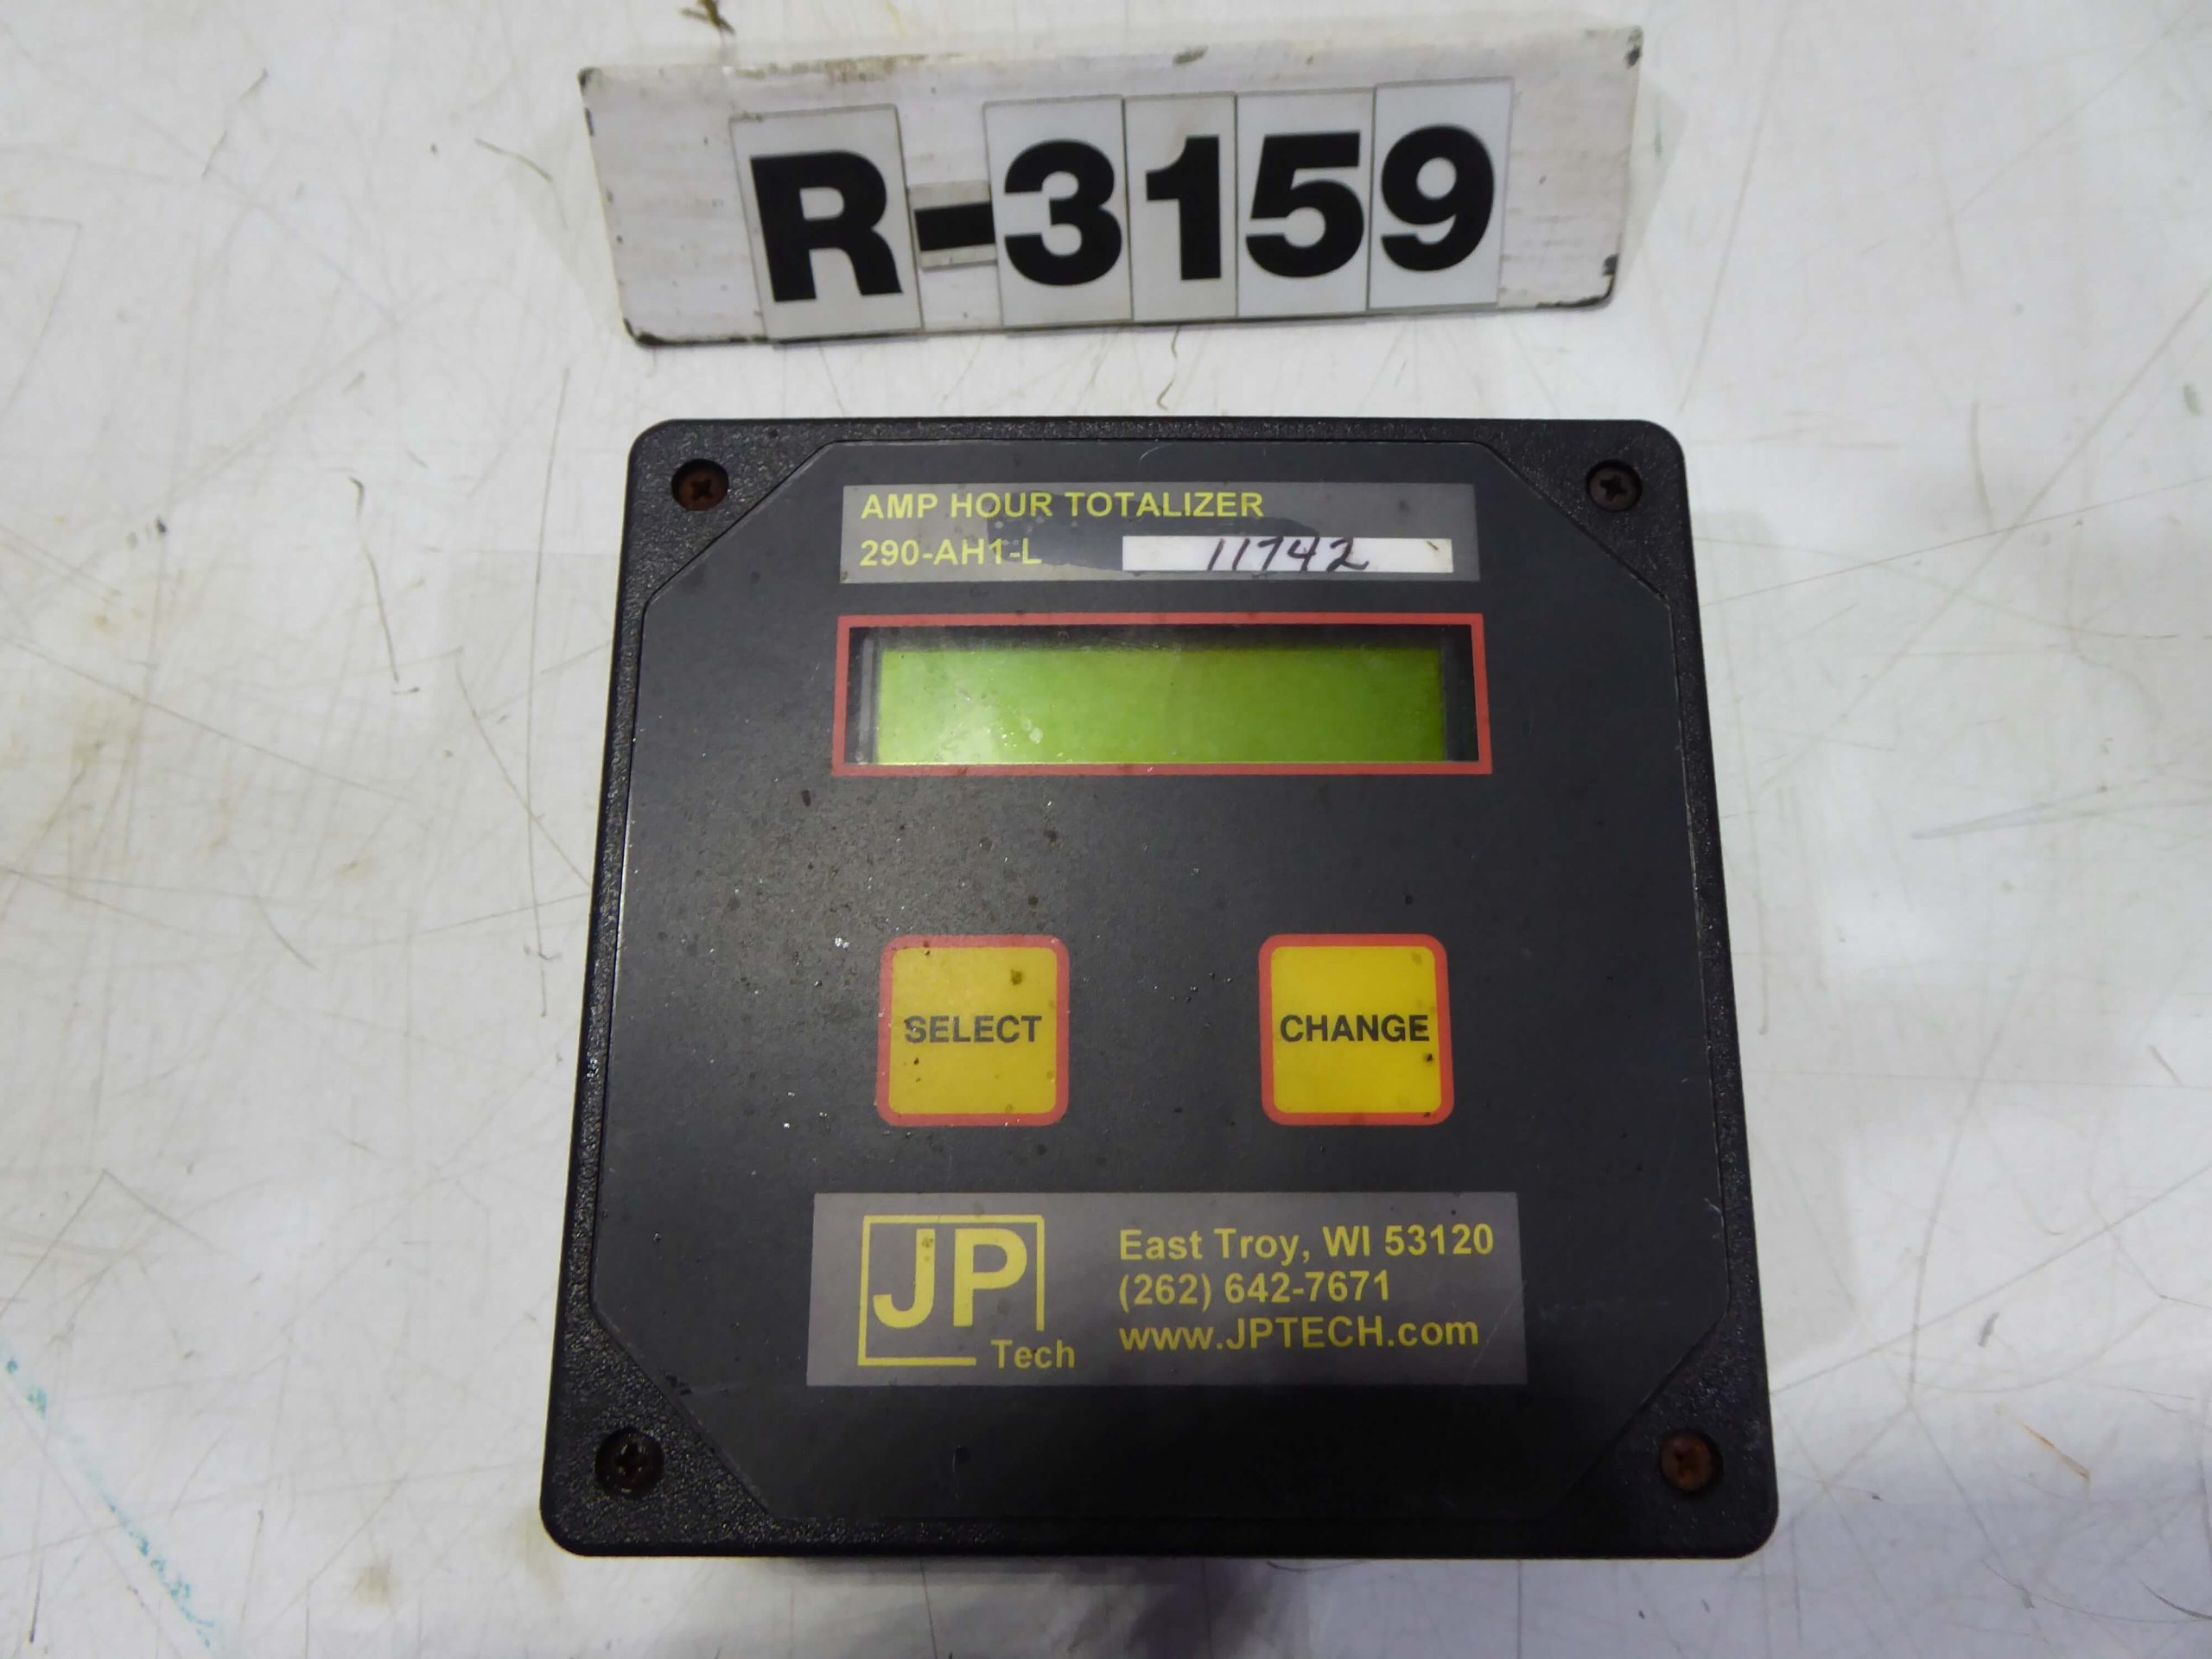 R-3159
AMP HOUR TOTALIZER
290-AH1-L 11742
SELECT CHANGE
JP
Tech
East Troy, WI 53120
(262) 642-7671
www.JPTECH.com